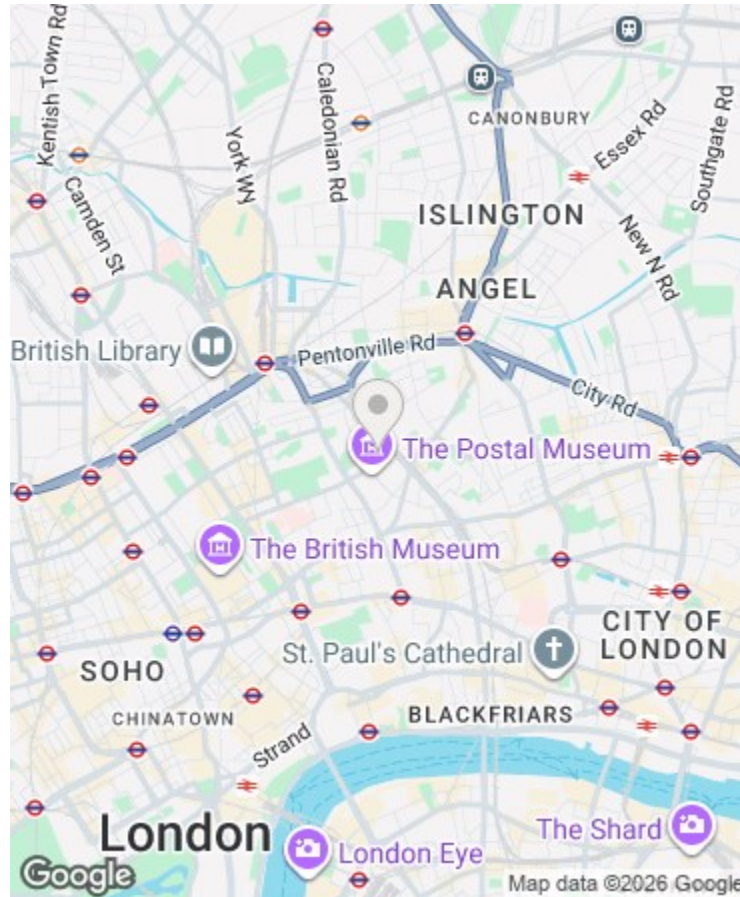 Kentish Town Rd
Caledonian Rd
York WY
CANONBURY
Essex Rd
Southgate Rd
Camden St
ISLINGTON
New N Rd
ANGEL
British Library
Pentonville Rd
City Rd
The Postal Museum
The British Museum
CITY OF
LONDON
St. Paul's Cathedral
SOHO
CHINATOWN
BLACKFRIARS
Strand
London
The Shard
London Eye
Google
Map data ©2026 Google